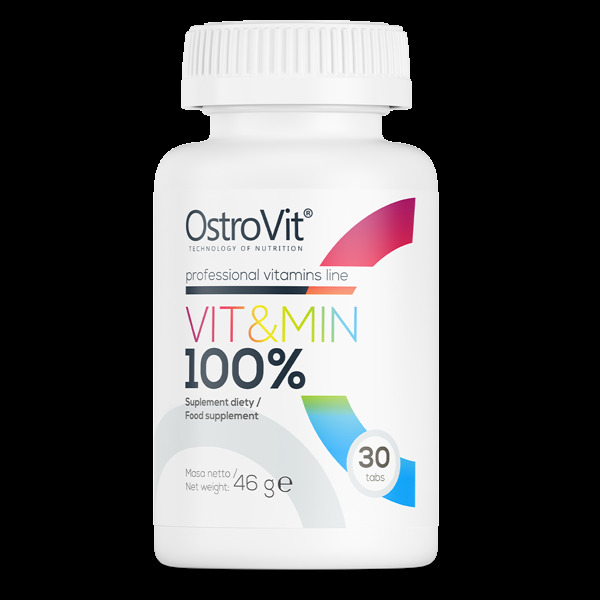 OstroVit®
TECHNOLOGY OF NUTRITION
professional vitamins line
VIT&MIN
100%
Suplement diety /
Food supplement
Masa netto /
Net weight: 46 g℮
30
tabs